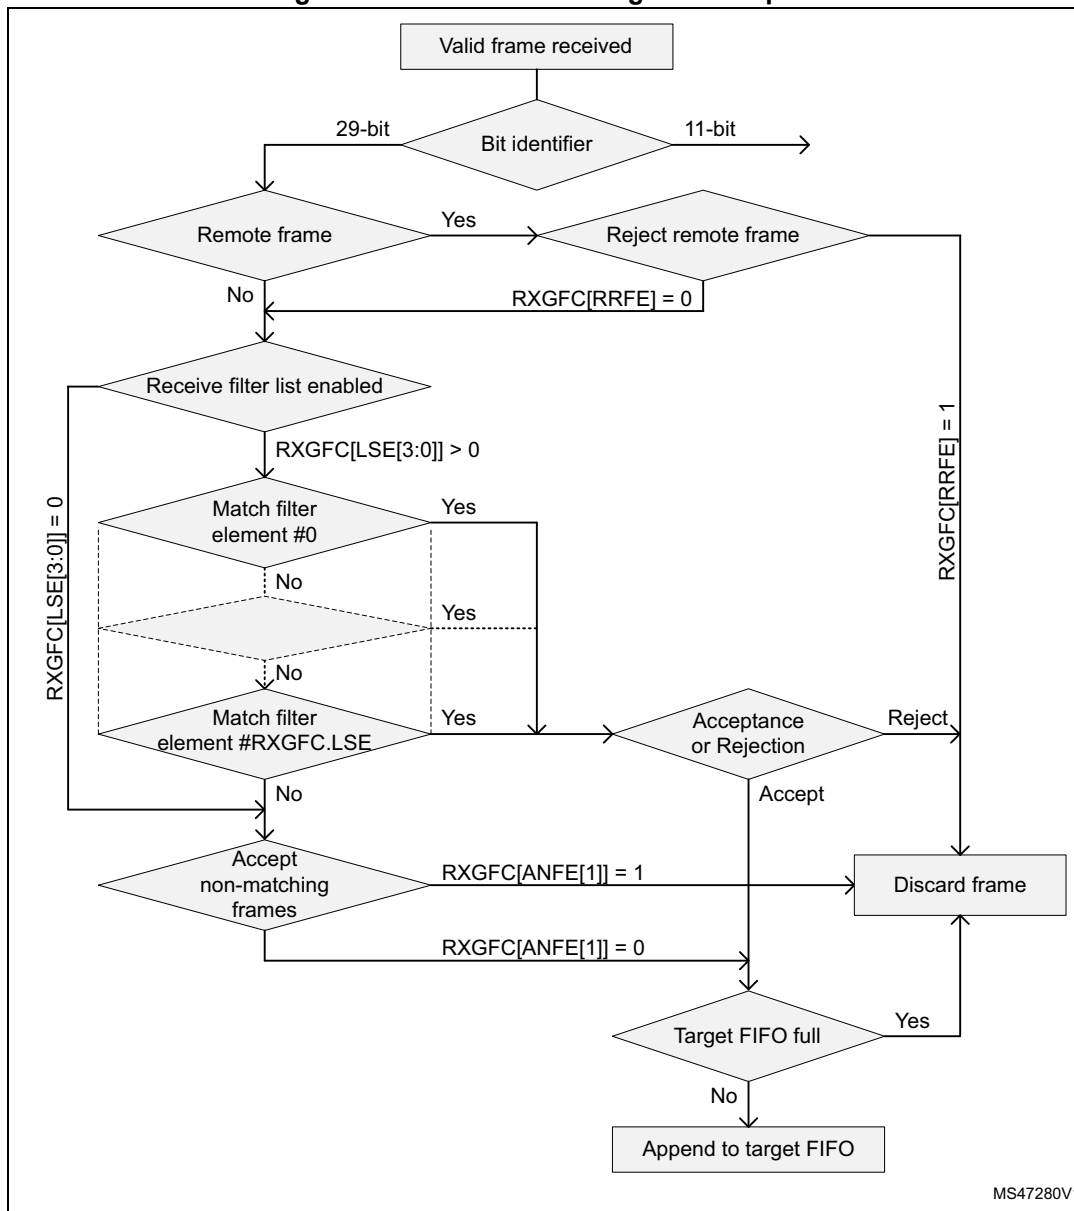 Valid frame received
29-bit
Bit identifier
11-bit
Remote frame
Yes
Reject remote frame
No
RXGFC[RRFE] = 0
Receive filter list enabled
RXGFC[LSE[3:0]] > 0
RXGFC[RRFE] = 1
RXGFC[LSE[3:0]] = 0
Match filter
element #0
Yes
No
Yes
No
Match filter
element #RXGFC.LSE
Yes
Acceptance
or Rejection
Reject
No
Accept
Accept
non-matching
frames
RXGFC[ANFE[1]] = 1
Discard frame
RXGFC[ANFE[1]] = 0
Target FIFO full
Yes
No
Append to target FIFO